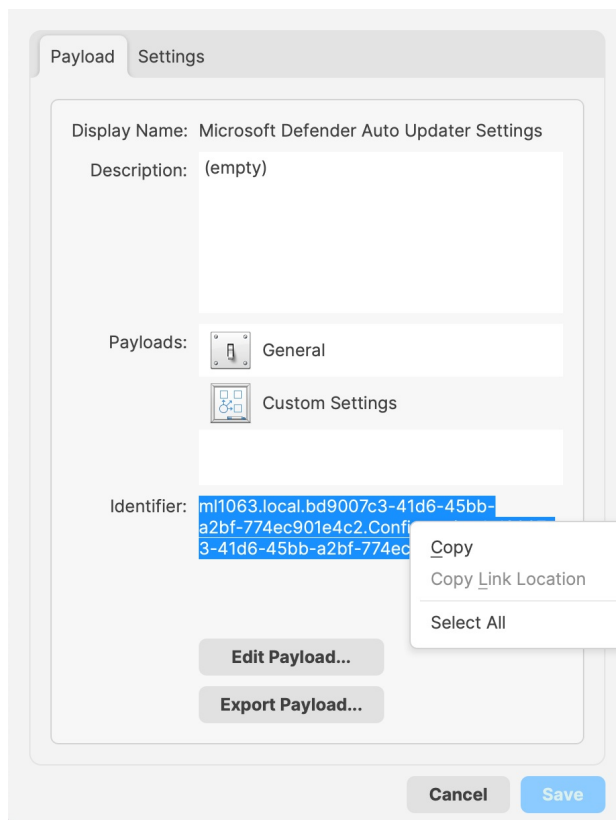 Payload Settings
Display Name: Microsoft Defender Auto Updater Settings
Description: (empty)
Payloads: General
Custom Settings
Identifier: ml1063.local.bd9007c3-41d6-45bb-
a2bf-774ec901e4c2.Confi
3-41d6-45bb-a2bf-774ec
Copy
Copy Link Location
Select All
Edit Payload...
Export Payload...
Cancel Save